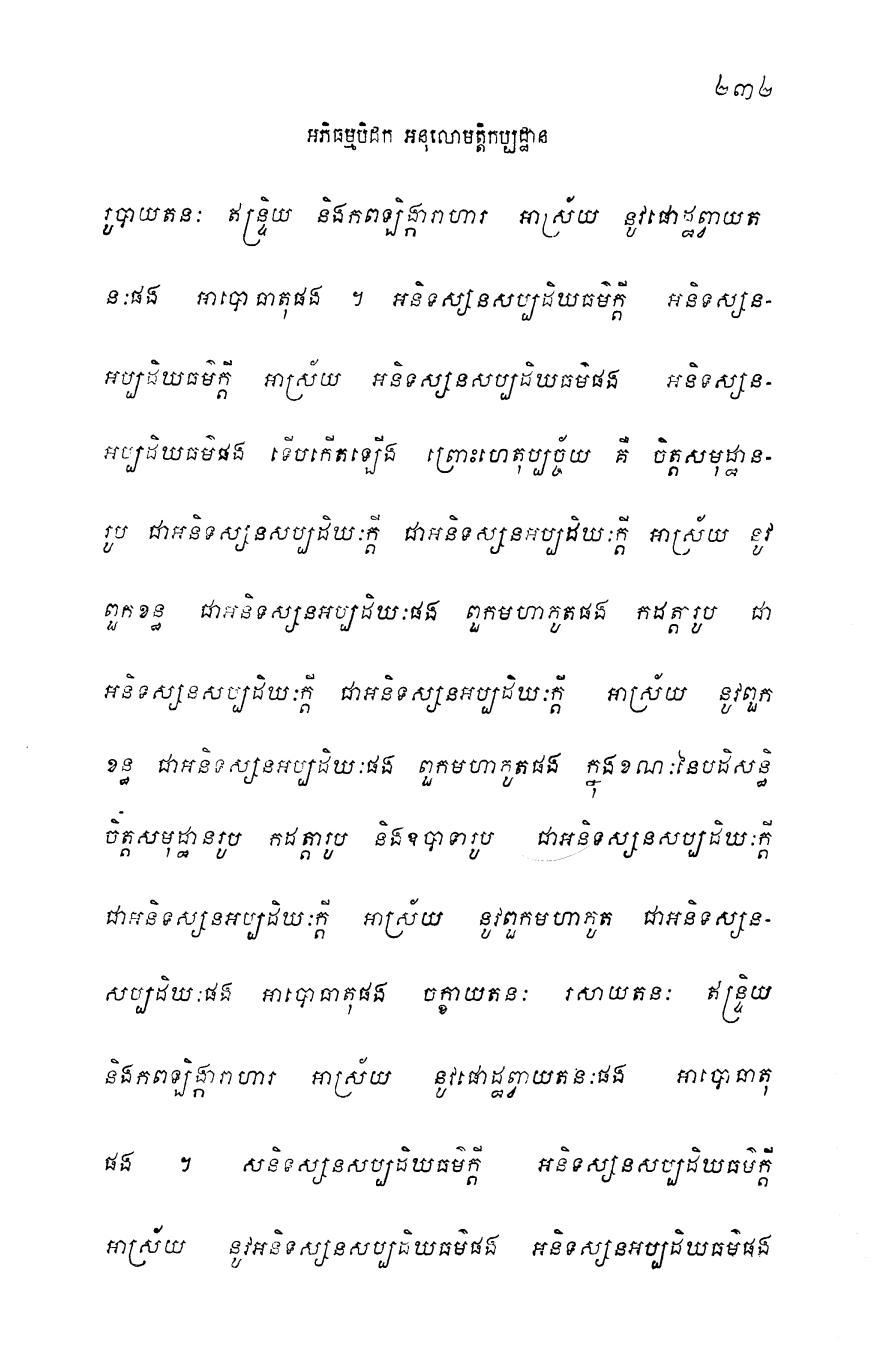 ២៣២
អភិធម្មបិដក អនុលោមត្តិកប្បដ្ឋាន
រូបាយតនៈ ឥន្ទ្រិយ និងកពឡិង្ការាហារ អាស្រ័យ នូវផោដ្ឋព្វាយត
នៈផង អាបោធាតុផង ។ អនិទស្សនសប្បដិឃធម៌ក្តី អនិទស្សន-
អប្បដិឃធម៌ក្តី អាស្រ័យ អនិទស្សនសប្បដិឃធម៌ផង អនិទស្សន-
អប្បដិឃធម៌ផង ទើបកើតឡើង ព្រោះហេតុប្បច្ច័យ គឺ ចិត្តសមុដ្ឋាន-
រូប ជាអនិទស្សនសប្បដិឃៈក្តី ជាអនិទស្សនអប្បដិឃៈក្តី អាស្រ័យ នូវ
ពួកខន្ធ ជាអនិទស្សនអប្បដិឃៈផង ពួកមហាភូតផង កដត្តារូប ជា
អនិទស្សនសប្បដិឃៈក្តី ជាអនិទស្សនអប្បដិឃៈក្តី អាស្រ័យ នូវពួក
ខន្ធ ជាអនិទស្សនអប្បដិឃៈផង ពួកមហាភូតផង ក្នុងខណៈនៃបដិសន្ធិ
ចិត្តសមុដ្ឋានរូប កដត្តារូប និងឧបាទារូប ជាអនិទស្សនសប្បដិឃៈក្តី
ជាអនិទស្សនអប្បដិឃៈក្តី អាស្រ័យ នូវពួកមហាភូត ជាអនិទស្សន-
សប្បដិឃៈផង អាបោធាតុផង ចក្ខាយតនៈ រសាយតនៈ ឥន្ទ្រិយ
និងកពឡិង្ការាហារ អាស្រ័យ នូវផោដ្ឋព្វាយតនៈផង អាបោធាតុ
ផង ។ សនិទស្សនសប្បដិឃធម៌ក្តី អនិទស្សនសប្បដិឃធម៌ក្តី
អាស្រ័យ នូវអនិទស្សនសប្បដិឃធម៌ផង អនិទស្សនអប្បដិឃធម៌ផង